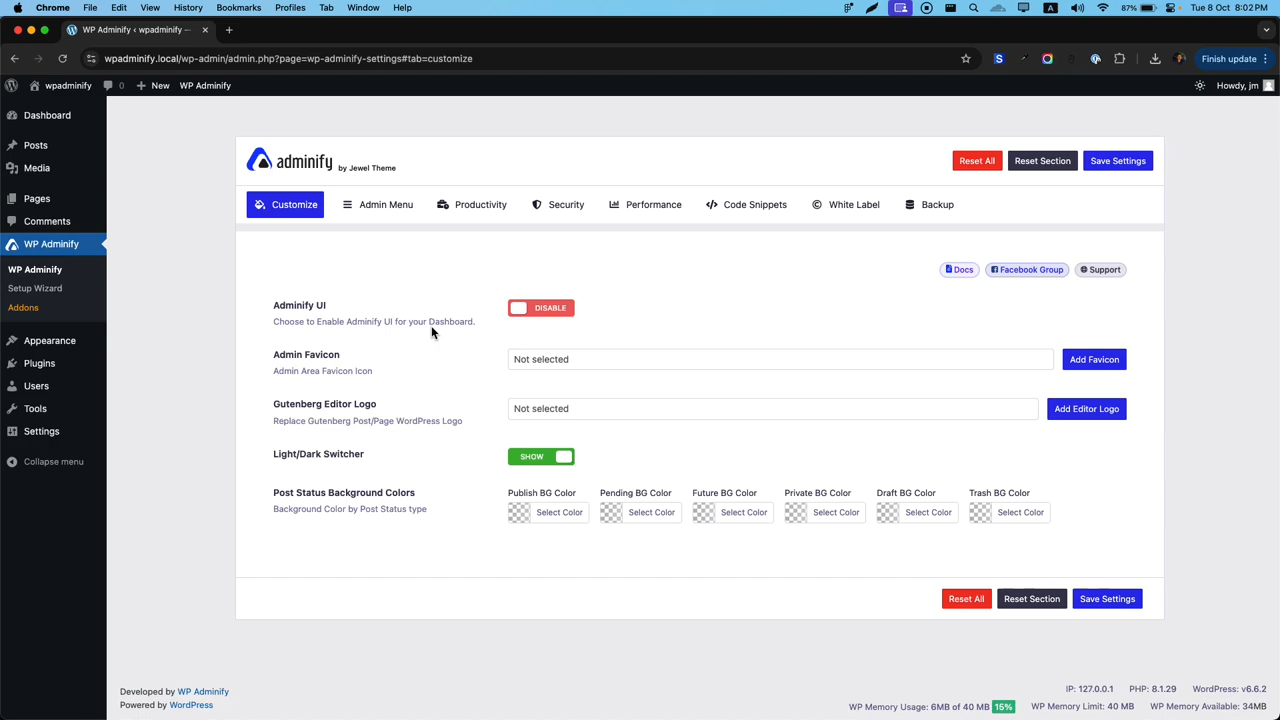 Chrome File Edit View History Bookmarks Profiles Tab Window Help A 87% Tue 8 Oct 8:02 PM
WP Adminify ‹ wpadminify —
wpadminify.local/wp-admin/admin.php?page=wp-adminify-settings#tab=customize
Finish update
wpadminify 0 New WP Adminify
Howdy, jm
Dashboard
Posts
Media
Pages
Comments
WP Adminify
WP Adminify
Setup Wizard
Addons
Appearance
Plugins
Users
Tools
Settings
Collapse menu
adminify by Jewel Theme
Reset All Reset Section Save Settings
Customize Admin Menu Productivity Security Performance Code Snippets White Label Backup
Docs Facebook Group Support
Adminify UI
Choose to Enable Adminify UI for your Dashboard.
DISABLE
Admin Favicon
Admin Area Favicon Icon
Not selected
Add Favicon
Gutenberg Editor Logo
Replace Gutenberg Post/Page WordPress Logo
Not selected
Add Editor Logo
Light/Dark Switcher
SHOW
Post Status Background Colors
Background Color by Post Status type
Publish BG Color Pending BG Color Future BG Color Private BG Color Draft BG Color Trash BG Color
Select Color Select Color Select Color Select Color Select Color Select Color
Reset All Reset Section Save Settings
Developed by WP Adminify
Powered by WordPress
IP: 127.0.0.1 PHP: 8.1.29 WordPress: v6.6.2
WP Memory Usage: 6MB of 40 MB 15% WP Memory Limit: 40 MB WP Memory Available: 34MB